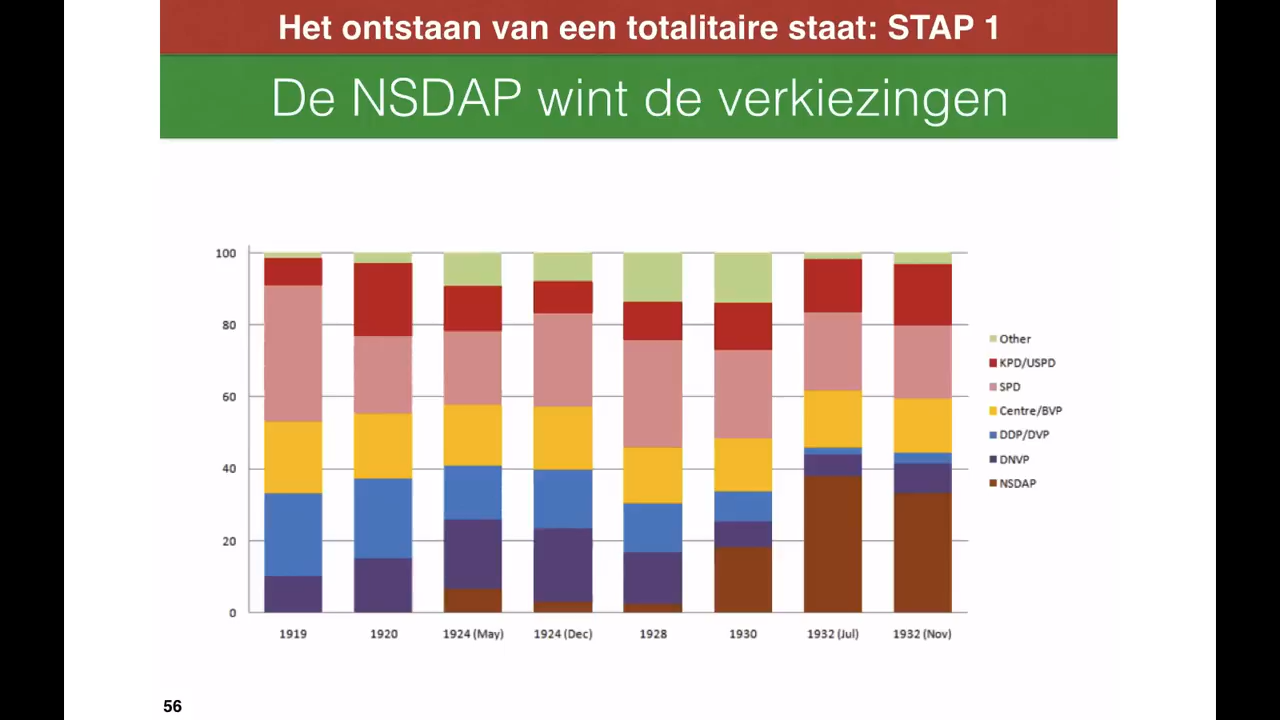 Het ontstaan van een totalitaire staat: STAP 1
De NSDAP wint de verkiezingen
100
80
60
40
20
0
1919 1920 1924 (May) 1924 (Dec) 1928 1930 1932 (Jul) 1932 (Nov)
Other
KPD/USPD
SPD
Centre/BVP
DDP/DVP
DNVP
NSDAP
56